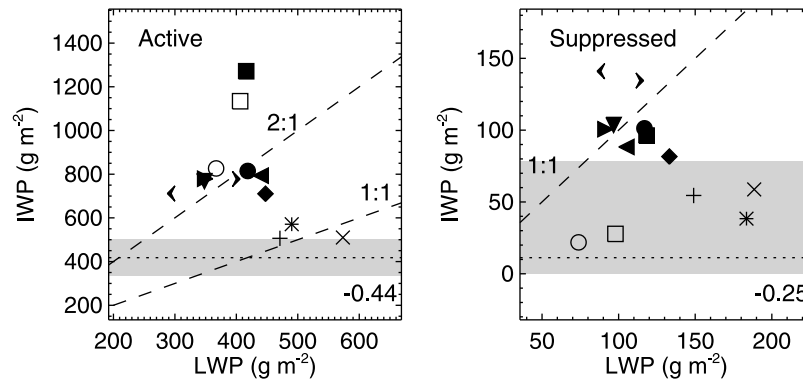 Active
1400
1200
1000
800
600
400
200
IWP (g m⁻²)
2:1
1:1
-0.44
200 300 400 500 600
LWP (g m⁻²)
Suppressed
150
100
50
0
IWP (g m⁻²)
1:1
-0.25
50 100 150 200
LWP (g m⁻²)